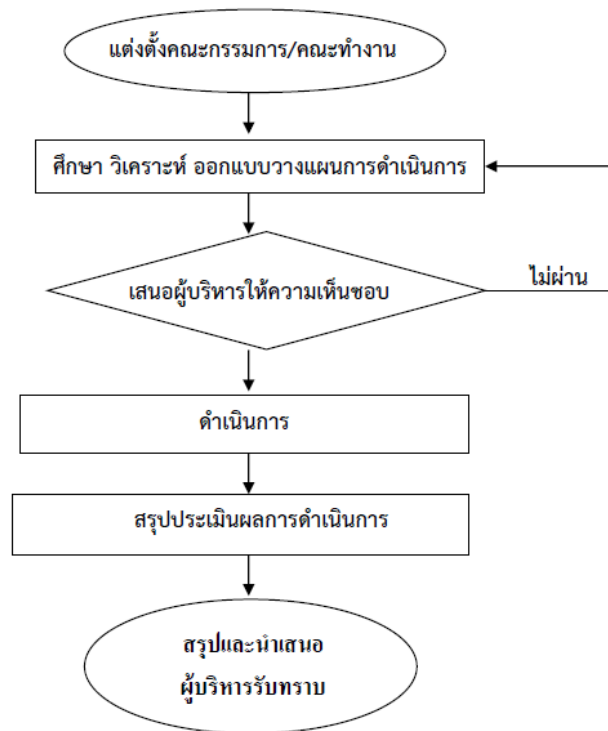 แต่งตั้งคณะกรรมการ/คณะทำงาน
ศึกษา วิเคราะห์ ออกแบบวางแผนการดำเนินการ
เสนอผู้บริหารให้ความเห็นชอบ
ไม่ผ่าน
ดำเนินการ
สรุปประเมินผลการดำเนินการ
สรุปและนำเสนอ
ผู้บริหารรับทราบ